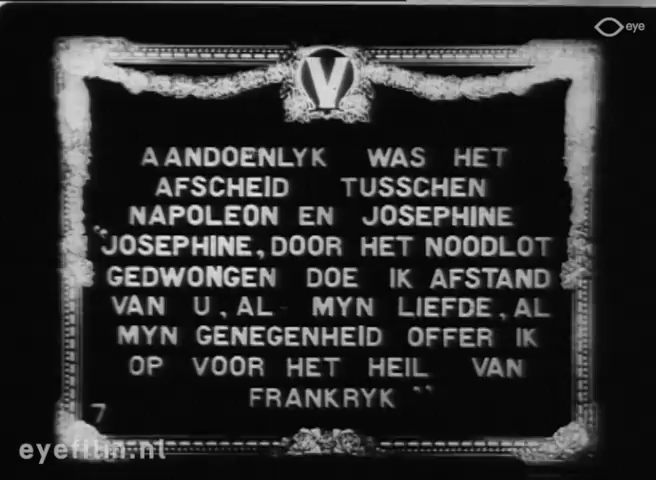 eye
V
AANDOENLYK WAS HET
AFSCHEID TUSSCHEN
NAPOLEON EN JOSEPHINE
"JOSEPHINE, DOOR HET NOODLOT
GEDWONGEN DOE IK AFSTAND
VAN U, AL MYN LIEFDE, AL
MYN GENEGENHEID OFFER IK
OP VOOR HET HEIL VAN
FRANKRYK"
7
eyefilm.nl